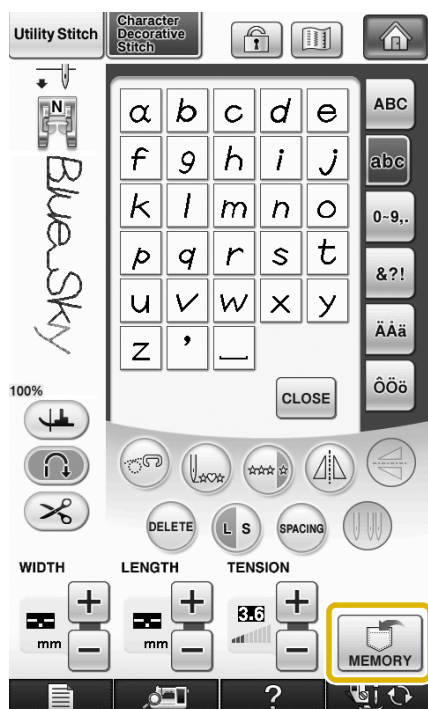 Utility Stitch
Character
Decorative
Stitch
N
Blue_Sky
a b c d e
f g h i j
k l m n o
p q r s t
u v w x y
z ’ _
ABC
abc
0~9,.
&?!
ÄÅä
ÔÖö
CLOSE
100%
DELETE
L S
SPACING
WIDTH
LENGTH
TENSION
+
+
+
3.6
mm
mm
−
−
−
MEMORY
?